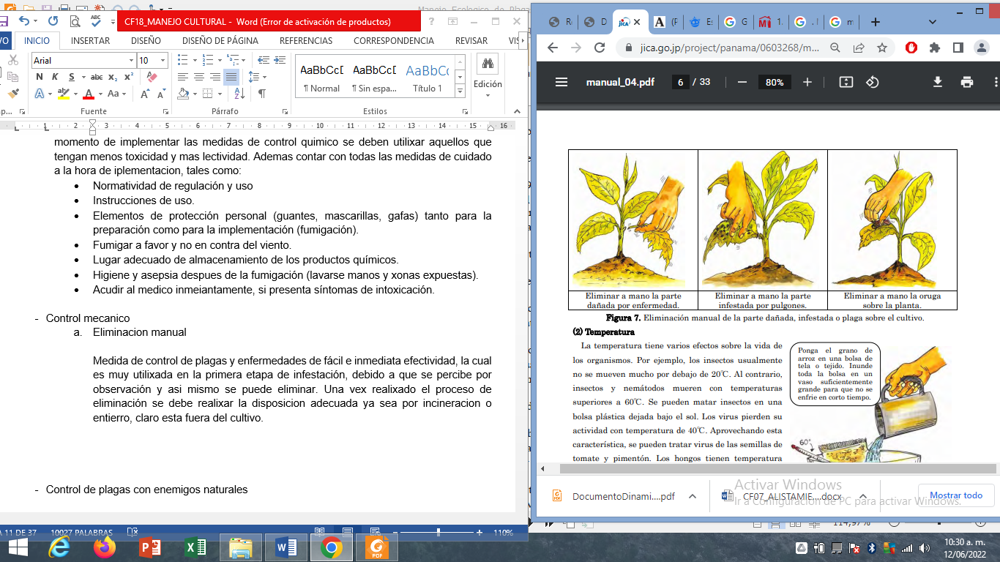 CF18_MANEJO CULTURAL - Word (Error de activación de productos)
INICIO
INSERTAR
DISEÑO
DISEÑO DE PÁGINA
REFERENCIAS
CORRESPONDENCIA
REVISAR
Arial
10
AaBbCcD
AaBbCcD
AaBbCc
¶ Normal
¶ Sin espa...
Título 1
Edición
Fuente
Párrafo
Estilos
momento de implementar las medidas de control quimico se deben utilixar aquellos que
tengan menos toxicidad y mas lectividad. Ademas contar con todas las medidas de cuidado
a la hora de iplementacion, tales como:
• Normatividad de regulación y uso
• Instrucciones de uso.
• Elementos de protección personal (guantes, mascarillas, gafas) tanto para la
preparación como para la implementación (fumigación).
• Fumigar a favor y no en contra del viento.
• Lugar adecuado de almacenamiento de los productos químicos.
• Higiene y asepsia despues de la fumigación (lavarse manos y xonas expuestas).
• Acudir al medico inmeiantamente, si presenta síntomas de intoxicación.
- Control mecanico
a. Eliminacion manual
Medida de control de plagas y enfermedades de fácil e inmediata efectividad, la cual
es muy utilixada en la primera etapa de infestación, debido a que se percibe por
observación y asi mismo se puede eliminar. Una vex realixado el proceso de
eliminación se debe realixar la disposicion adecuada ya sea por incineracion o
entierro, claro esta fuera del cultivo.
- Control de plagas con enemigos naturales
11 DE 37
10027 PALABRAS
110%
jica.go.jp/project/panama/0603268/m...
manual_04.pdf
6 / 33
80%
Eliminar a mano la parte
dañada por enfermedad.
Eliminar a mano la parte
infestada por pulgones.
Eliminar a mano la oruga
sobre la planta.
Figura 7. Eliminación manual de la parte dañada, infestada o plaga sobre el cultivo.
(2) Temperatura
La temperatura tiene varios efectos sobre la vida de
los organismos. Por ejemplo, los insectos usualmente
no se mueven mucho por debajo de 20℃. Al contrario,
insectos y nemátodos mueren con temperaturas
superiores a 60℃. Se pueden matar insectos en una
bolsa plástica dejada bajo el sol. Los virus pierden su
actividad con temperatura de 40℃. Aprovechando esta
característica, se pueden tratar virus de las semillas de
tomate y pimentón. Los hongos tienen temperatura
Ponga el grano de
arroz en una bolsa de
tela o tejido. Inunde
toda la bolsa en un
vaso suficientemente
grande para que no se
enfrie en corto tiempo.
60°
DocumentoDinami....pdf
CF07_ALISTAMIE....docx
Mostrar todo
Activar Windows
Ir a Configuración de PC para activar Windows.
114,97%
10:30 a. m.
12/06/2022